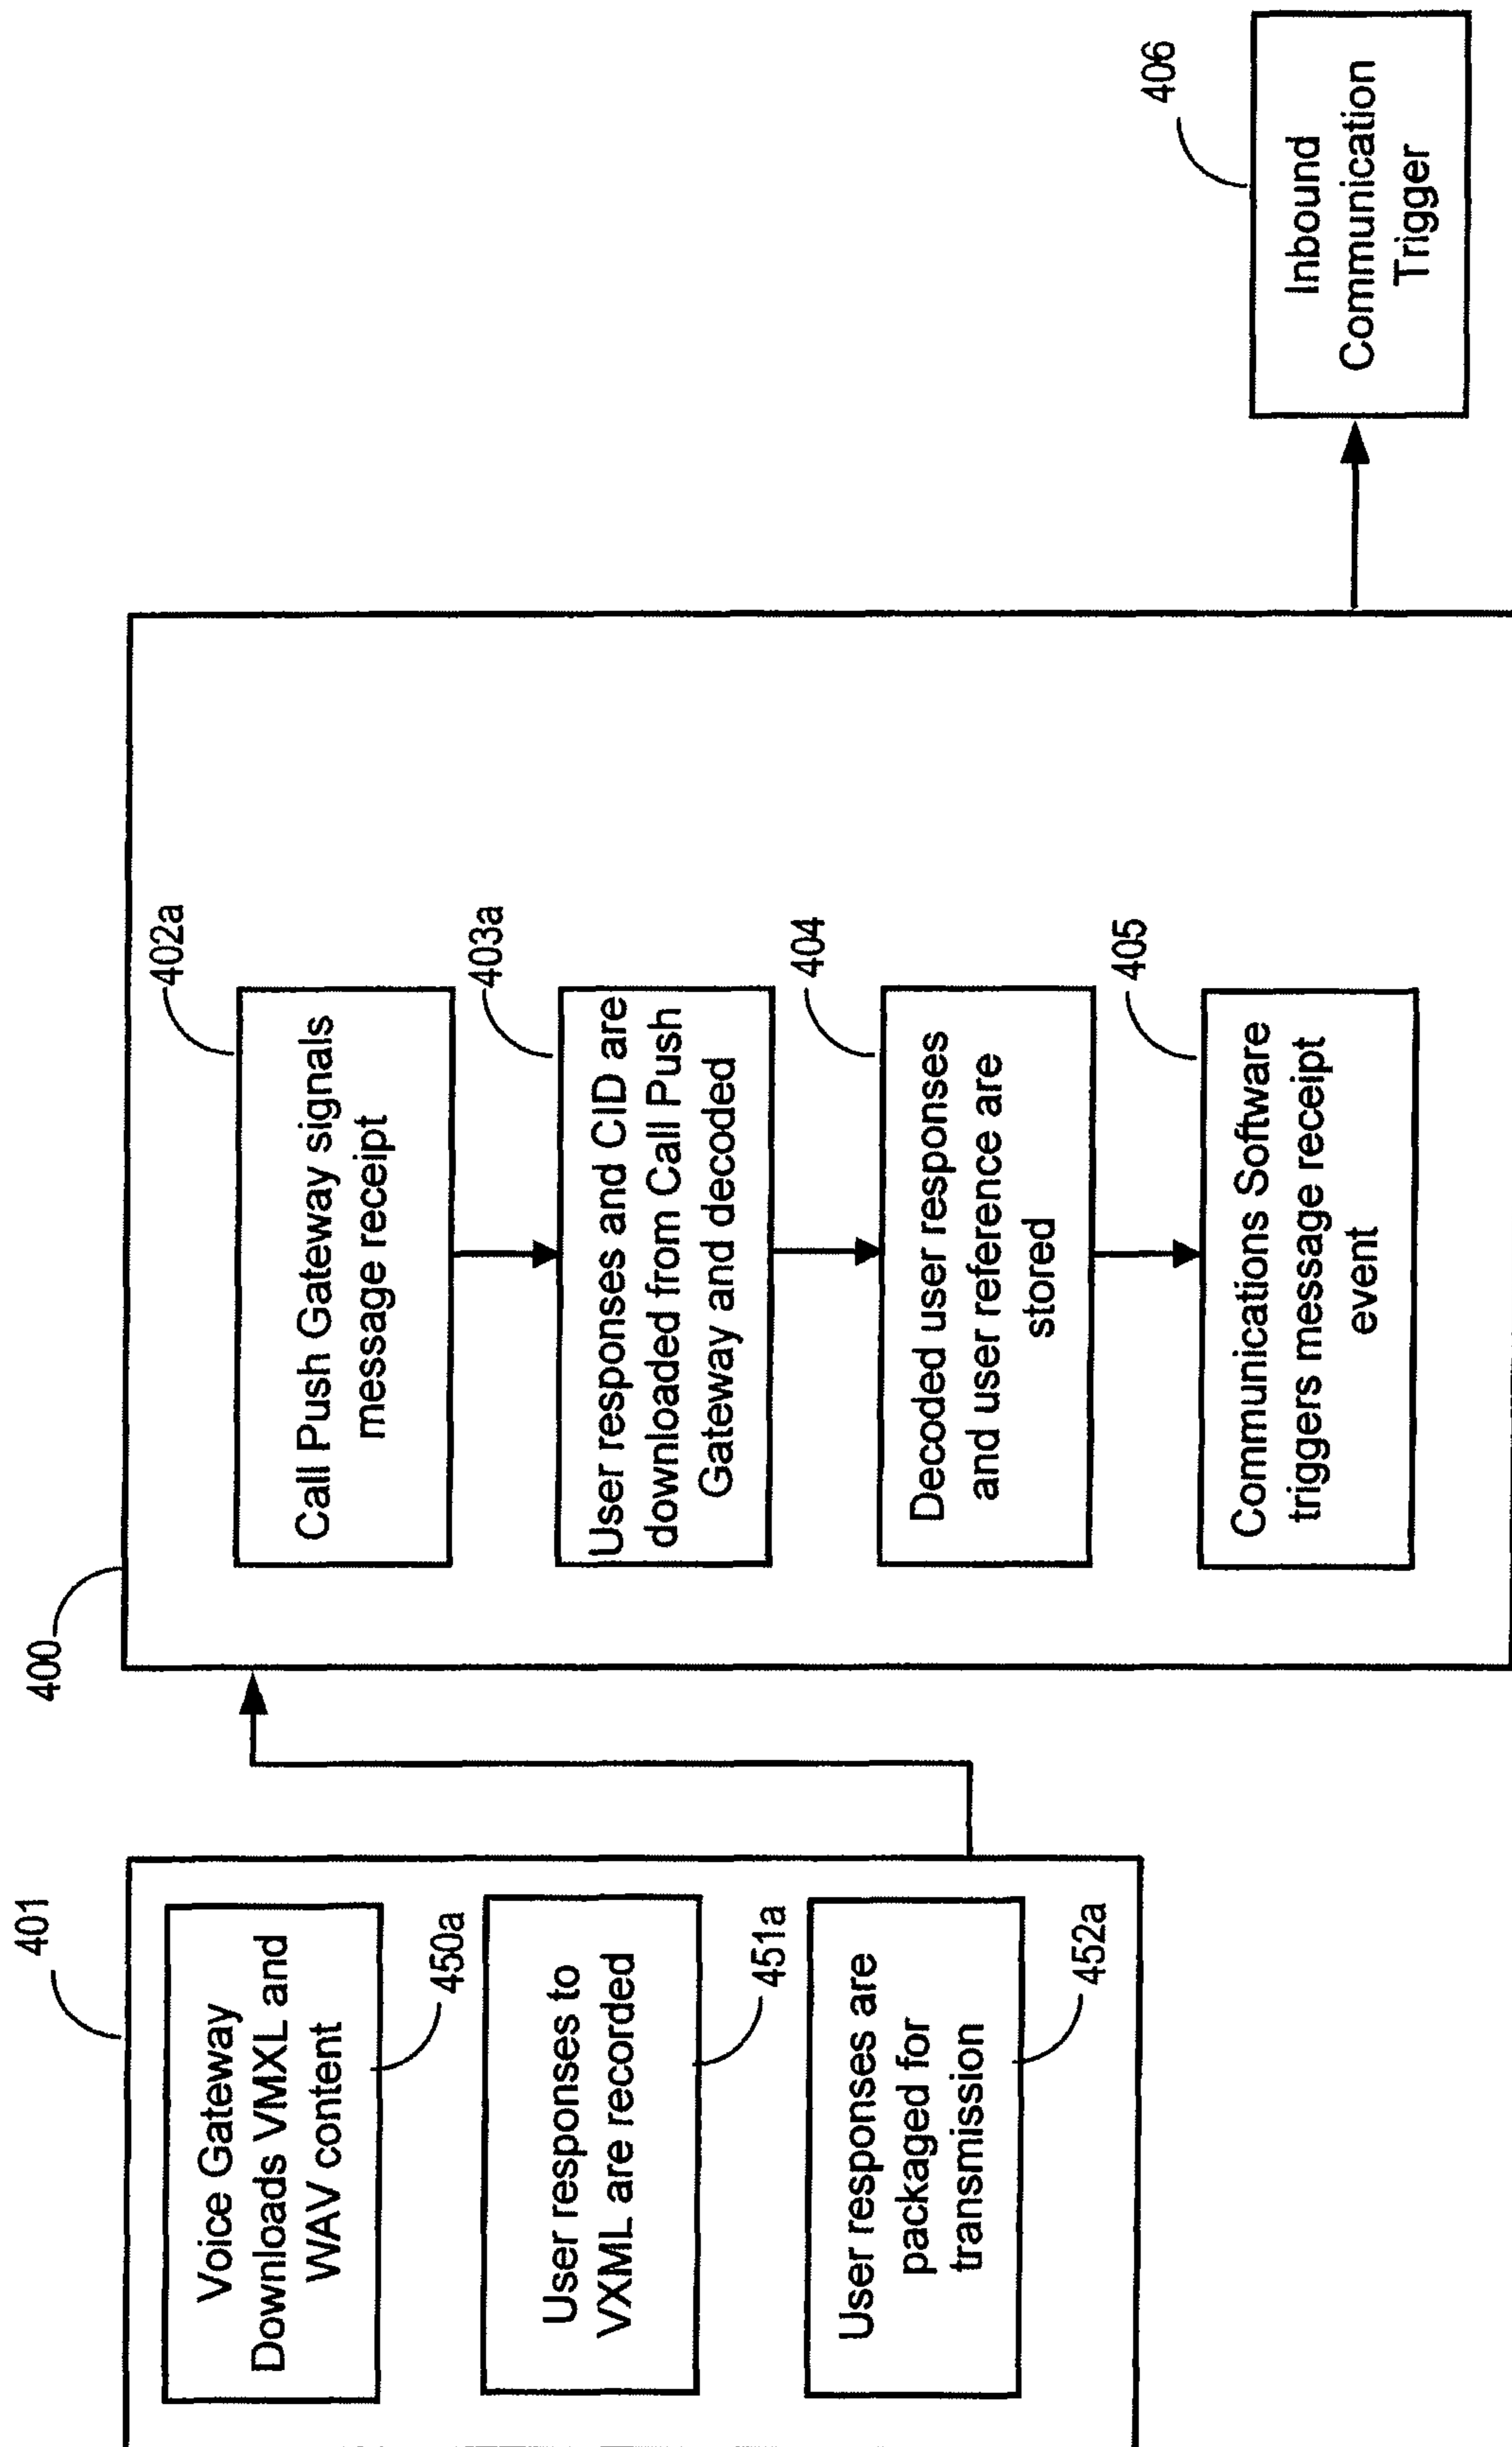 401
Voice Gateway
Downloads VMXL and
WAV content
450a
User responses to
VXML are recorded
451a
User responses are
packaged for
transmission
452a
400
402a
Call Push Gateway signals
message receipt
403a
User responses and CID are
downloaded from Call Push
Gateway and decoded
404
Decoded user responses
and user reference are
stored
405
Communications Software
triggers message receipt
event
406
Inbound
Communication
Trigger